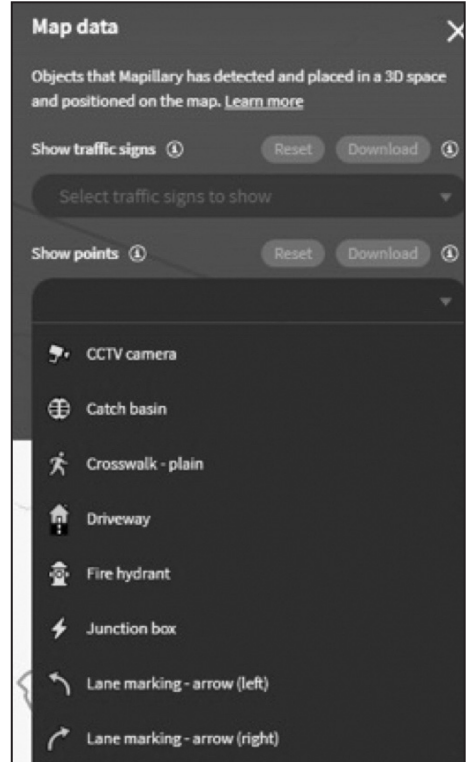 Map data
Objects that Mapillary has detected and placed in a 3D space
and positioned on the map. Learn more
Show traffic signs Reset Download
Select traffic signs to show
Show points Reset Download
CCTV camera
Catch basin
Crosswalk - plain
Driveway
Fire hydrant
Junction box
Lane marking - arrow (left)
Lane marking - arrow (right)